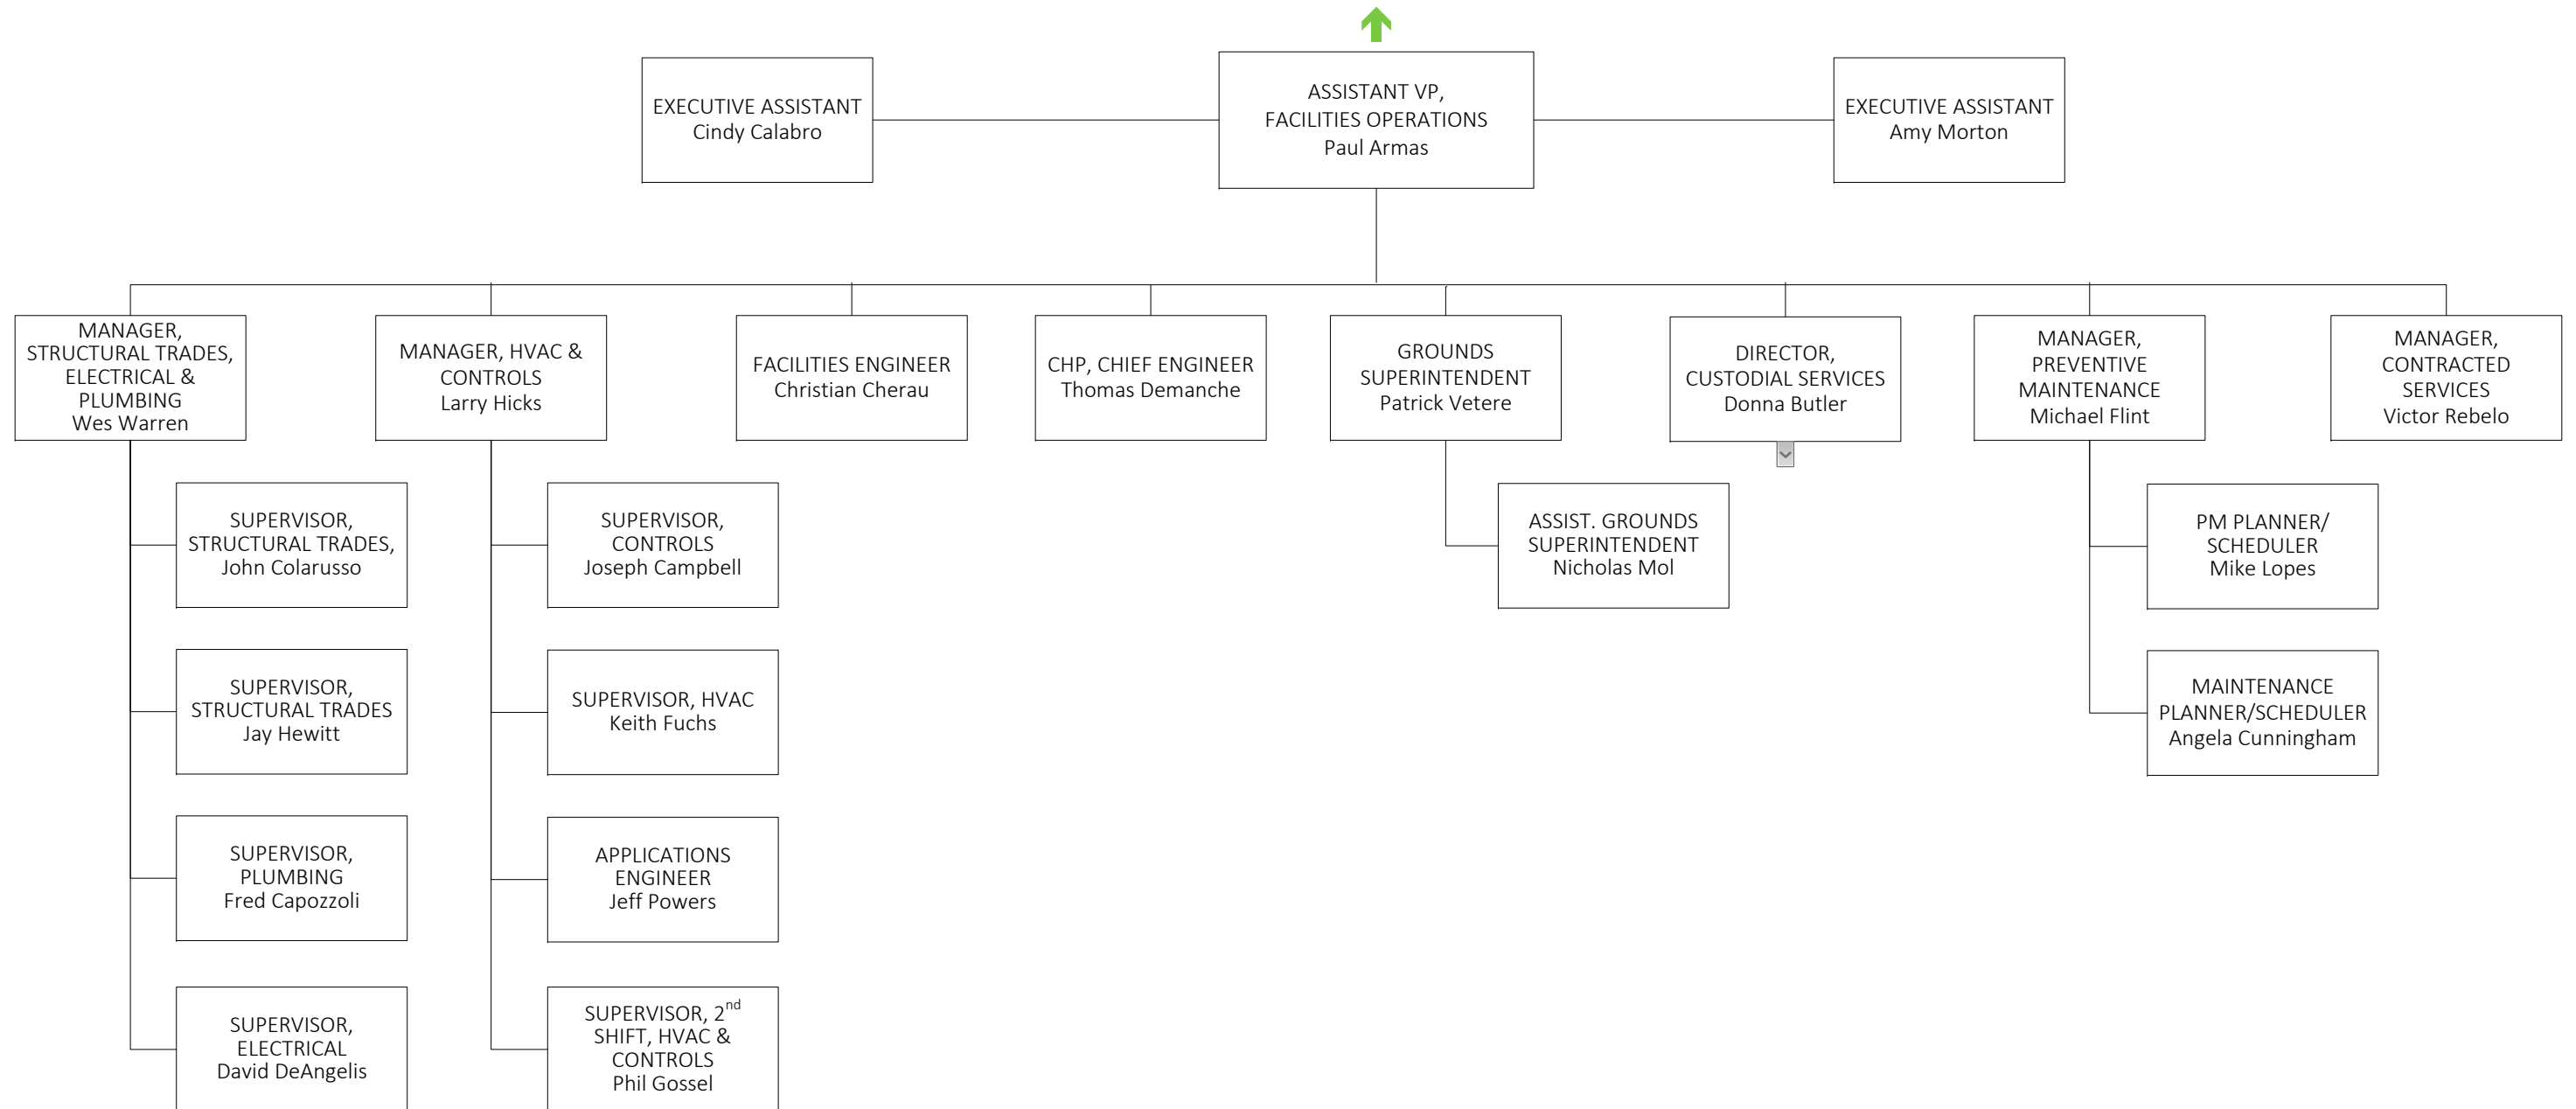 EXECUTIVE ASSISTANT
Cindy Calabro
ASSISTANT VP,
FACILITIES OPERATIONS
Paul Armas
EXECUTIVE ASSISTANT
Amy Morton
MANAGER,
STRUCTURAL TRADES,
ELECTRICAL &
PLUMBING
Wes Warren
MANAGER, HVAC &
CONTROLS
Larry Hicks
FACILITIES ENGINEER
Christian Cherau
CHP, CHIEF ENGINEER
Thomas Demanche
GROUNDS
SUPERINTENDENT
Patrick Vetere
DIRECTOR,
CUSTODIAL SERVICES
Donna Butler
MANAGER,
PREVENTIVE
MAINTENANCE
Michael Flint
MANAGER,
CONTRACTED
SERVICES
Victor Rebelo
SUPERVISOR,
STRUCTURAL TRADES,
John Colarusso
SUPERVISOR,
CONTROLS
Joseph Campbell
ASSIST. GROUNDS
SUPERINTENDENT
Nicholas Mol
PM PLANNER/
SCHEDULER
Mike Lopes
SUPERVISOR,
STRUCTURAL TRADES
Jay Hewitt
SUPERVISOR, HVAC
Keith Fuchs
MAINTENANCE
PLANNER/SCHEDULER
Angela Cunningham
SUPERVISOR,
PLUMBING
Fred Capozzoli
APPLICATIONS
ENGINEER
Jeff Powers
SUPERVISOR,
ELECTRICAL
David DeAngelis
SUPERVISOR, 2nd
SHIFT, HVAC &
CONTROLS
Phil Gossel